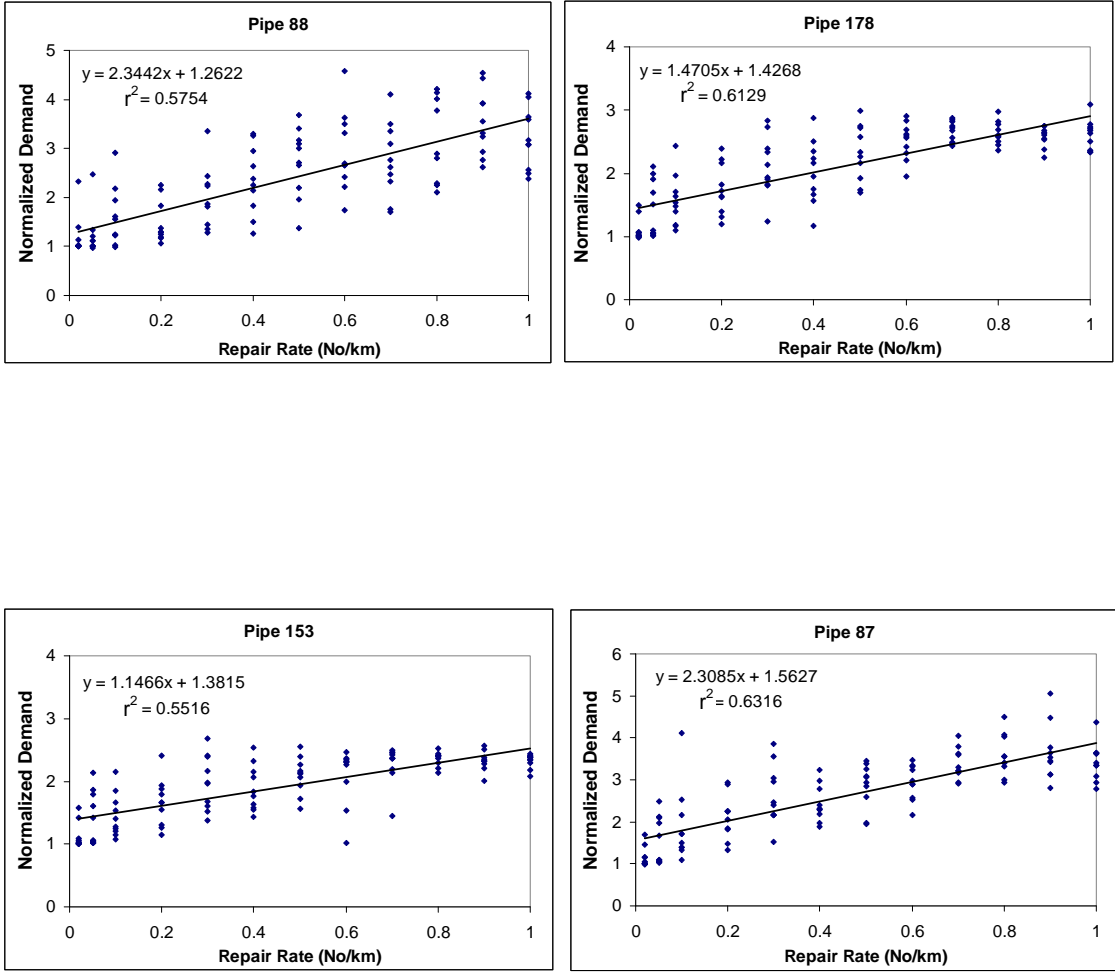 Pipe 88
y = 2.3442x + 1.2622
r² = 0.5754
Normalized Demand
5
4
3
2
1
0
0 0.2 0.4 0.6 0.8 1
Repair Rate (No/km)
Pipe 178
y = 1.4705x + 1.4268
r² = 0.6129
Normalized Demand
4
3
2
1
0
0 0.2 0.4 0.6 0.8 1
Repair Rate (No/km)
Pipe 153
y = 1.1466x + 1.3815
r² = 0.5516
Normalized Demand
4
3
2
1
0
0 0.2 0.4 0.6 0.8 1
Repair Rate (No/km)
Pipe 87
y = 2.3085x + 1.5627
r² = 0.6316
Normalized Demand
6
5
4
3
2
1
0
0 0.2 0.4 0.6 0.8 1
Repair Rate (No/km)